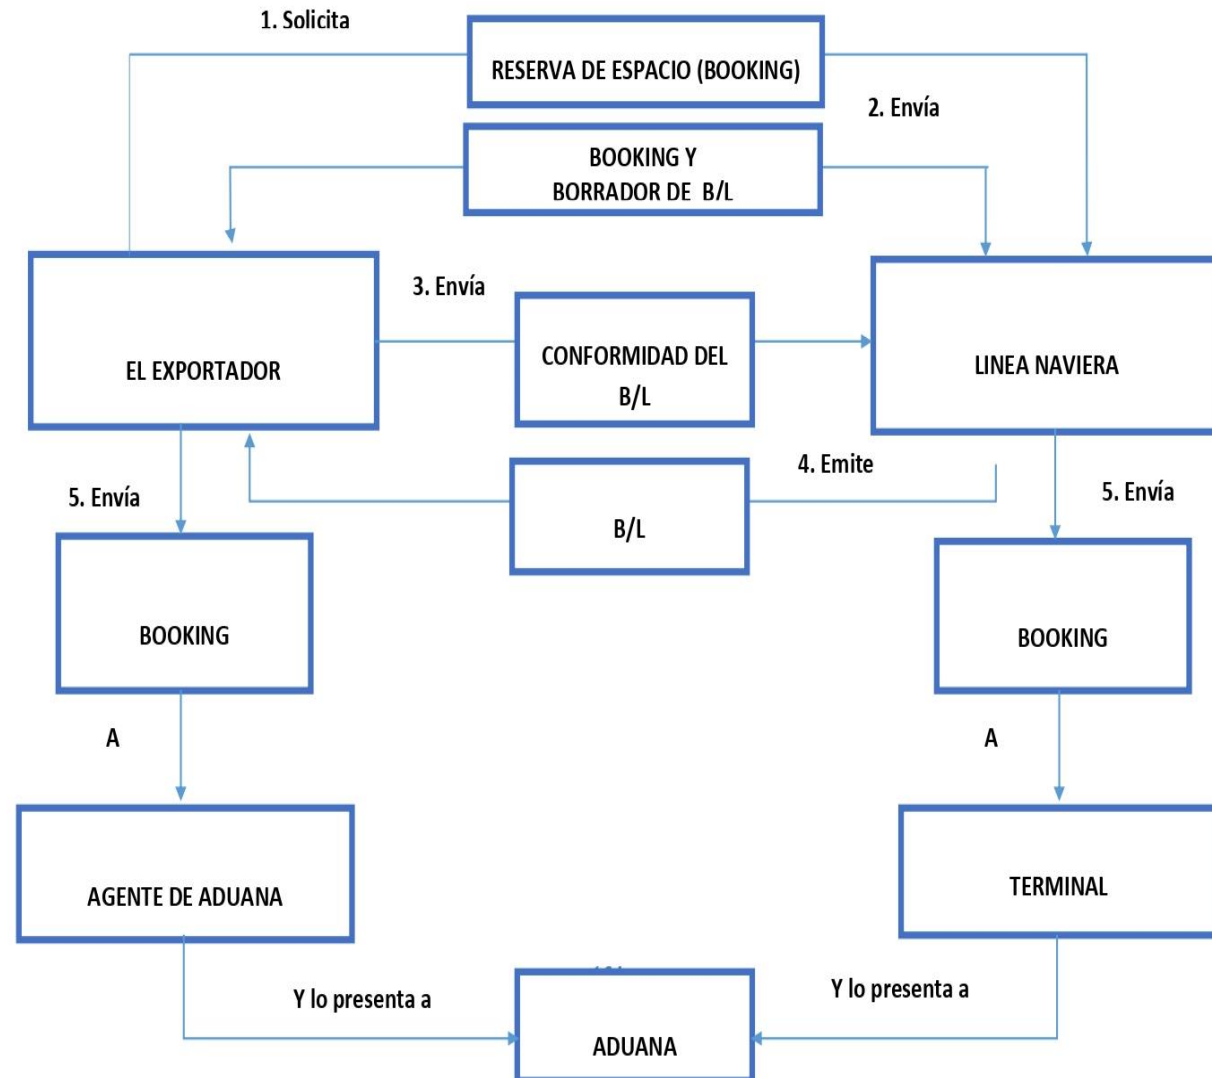 1. Solicita
RESERVA DE ESPACIO (BOOKING)
2. Envía
BOOKING Y
BORRADOR DE B/L
3. Envía
EL EXPORTADOR
CONFORMIDAD DEL
B/L
LINEA NAVIERA
4. Emite
5. Envía
B/L
5. Envía
BOOKING
BOOKING
A
A
AGENTE DE ADUANA
TERMINAL
Y lo presenta a
Y lo presenta a
ADUANA